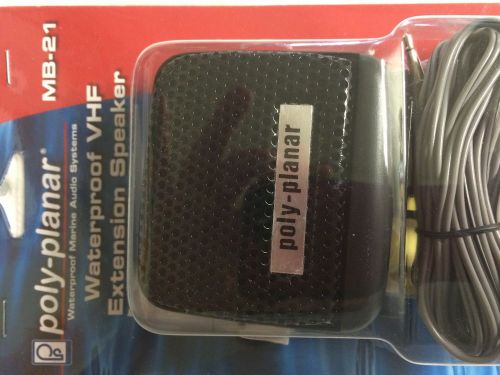 poly-planar®
Waterproof Marine Audio Systems
MB-21
Waterproof VHF
Extension Speaker
poly-planar